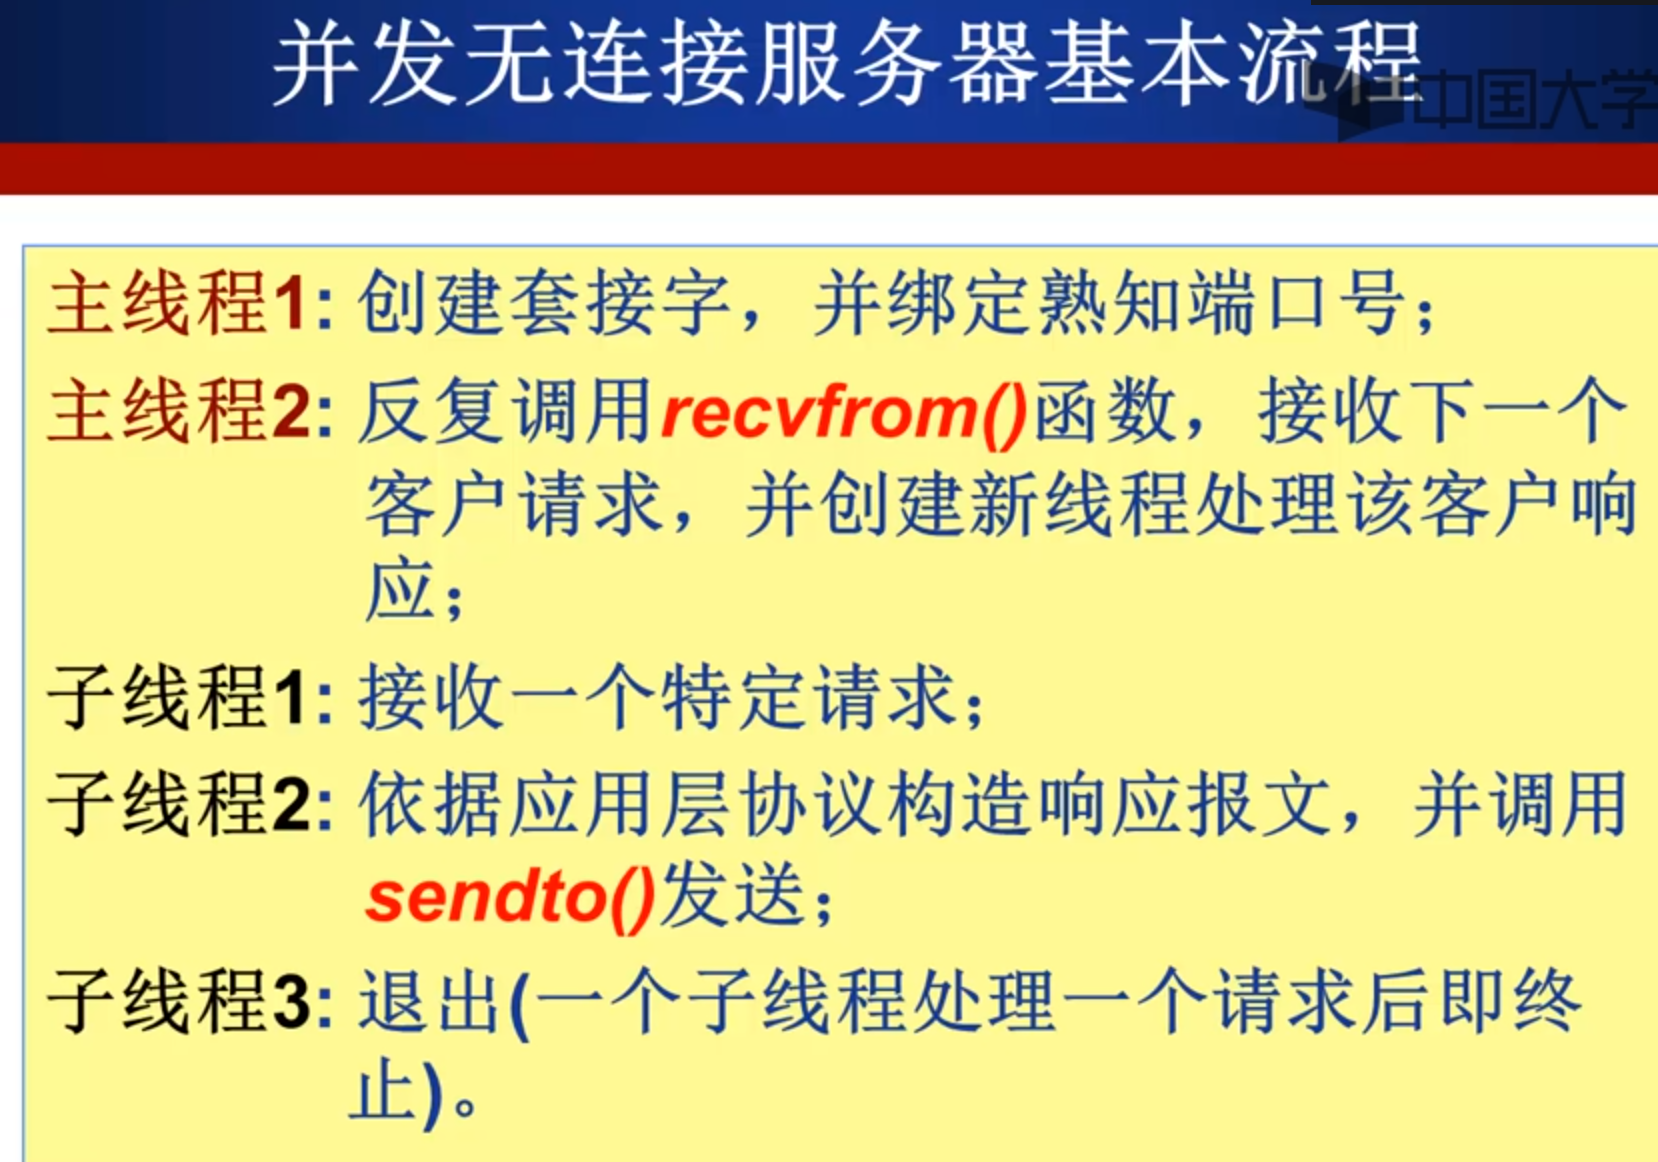 并发无连接服务器基本流程
中国大学
主线程1: 创建套接字，并绑定熟知端口号；
主线程2: 反复调用recvfrom()函数，接收下一个
客户请求，并创建新线程处理该客户响
应；
子线程1: 接收一个特定请求；
子线程2: 依据应用层协议构造响应报文，并调用
sendto()发送；
子线程3: 退出(一个子线程处理一个请求后即终
止)。